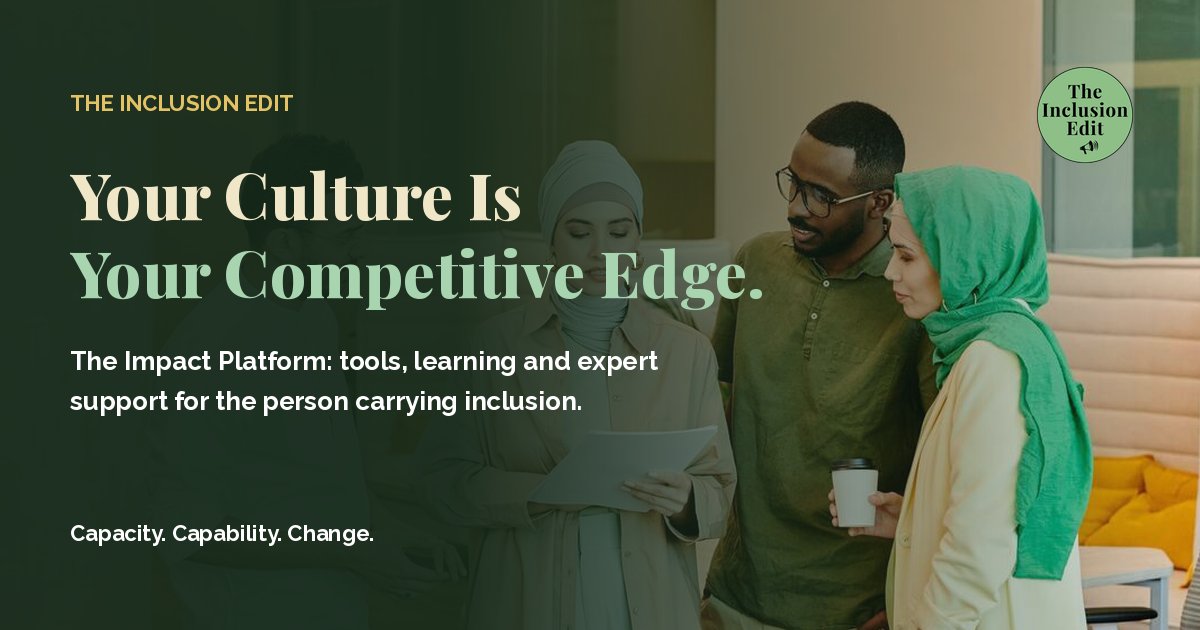 THE INCLUSION EDIT
The
Inclusion
Edit
Your Culture Is
Your Competitive Edge.
The Impact Platform: tools, learning and expert
support for the person carrying inclusion.
Capacity. Capability. Change.